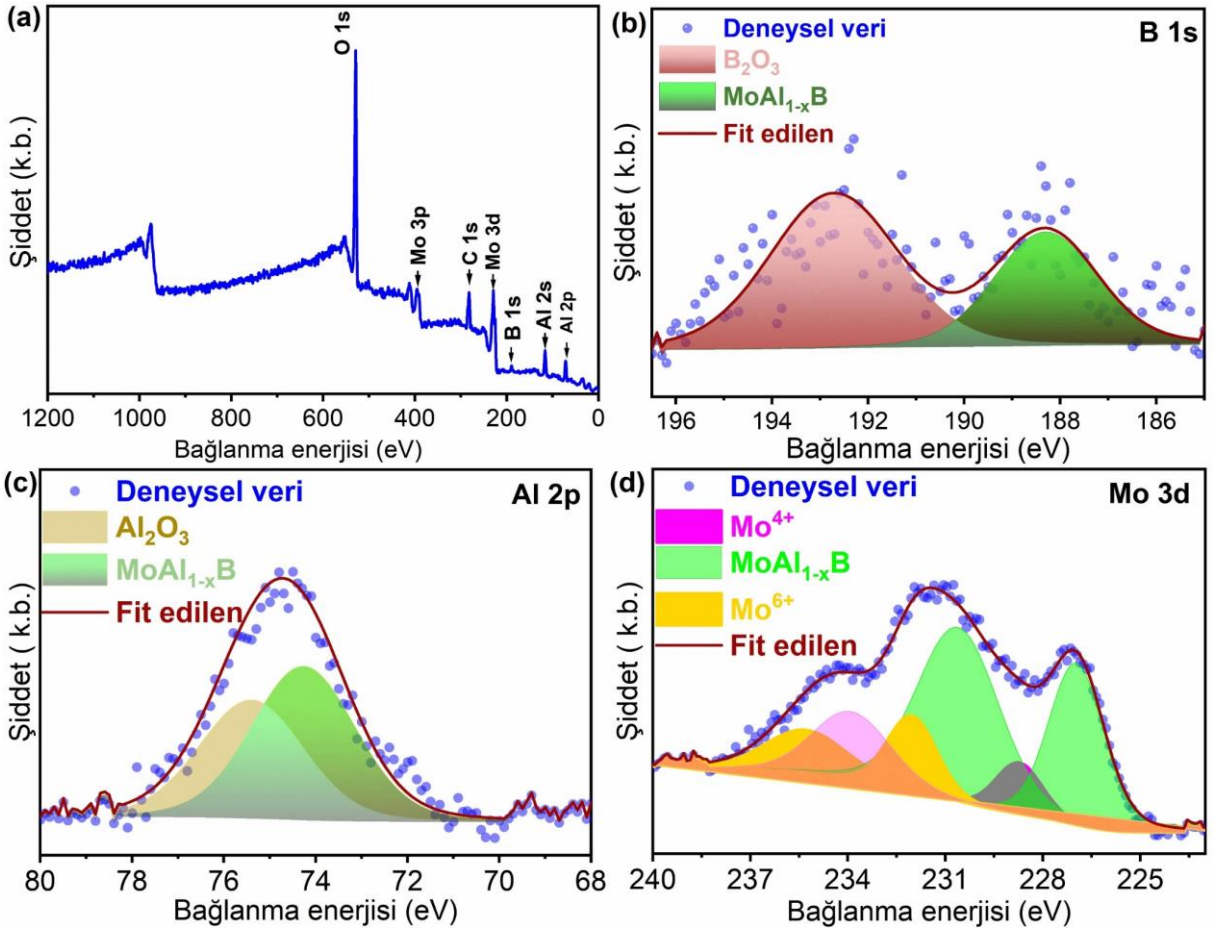 (a)
Şiddet (k.b.)
O 1s
Mo 3p
C 1s
Mo 3d
B 1s
Al 2s
Al 2p
1200 1000 800 600 400 200 0
Bağlanma enerjisi (eV)
(b)
B 1s
Deneysel veri
B₂O₃
MoAl₁₋ₓB
Fit edilen
Şiddet ( k.b.)
196 194 192 190 188 186
Bağlanma enerjisi (eV)
(c)
Al 2p
Deneysel veri
Al₂O₃
MoAl₁₋ₓB
Fit edilen
Şiddet ( k.b.)
80 78 76 74 72 70 68
Bağlanma enerjisi (eV)
(d)
Mo 3d
Deneysel veri
Mo⁴⁺
MoAl₁₋ₓB
Mo⁶⁺
Fit edilen
Şiddet ( k.b.)
240 237 234 231 228 225
Bağlanma enerjisi (eV)